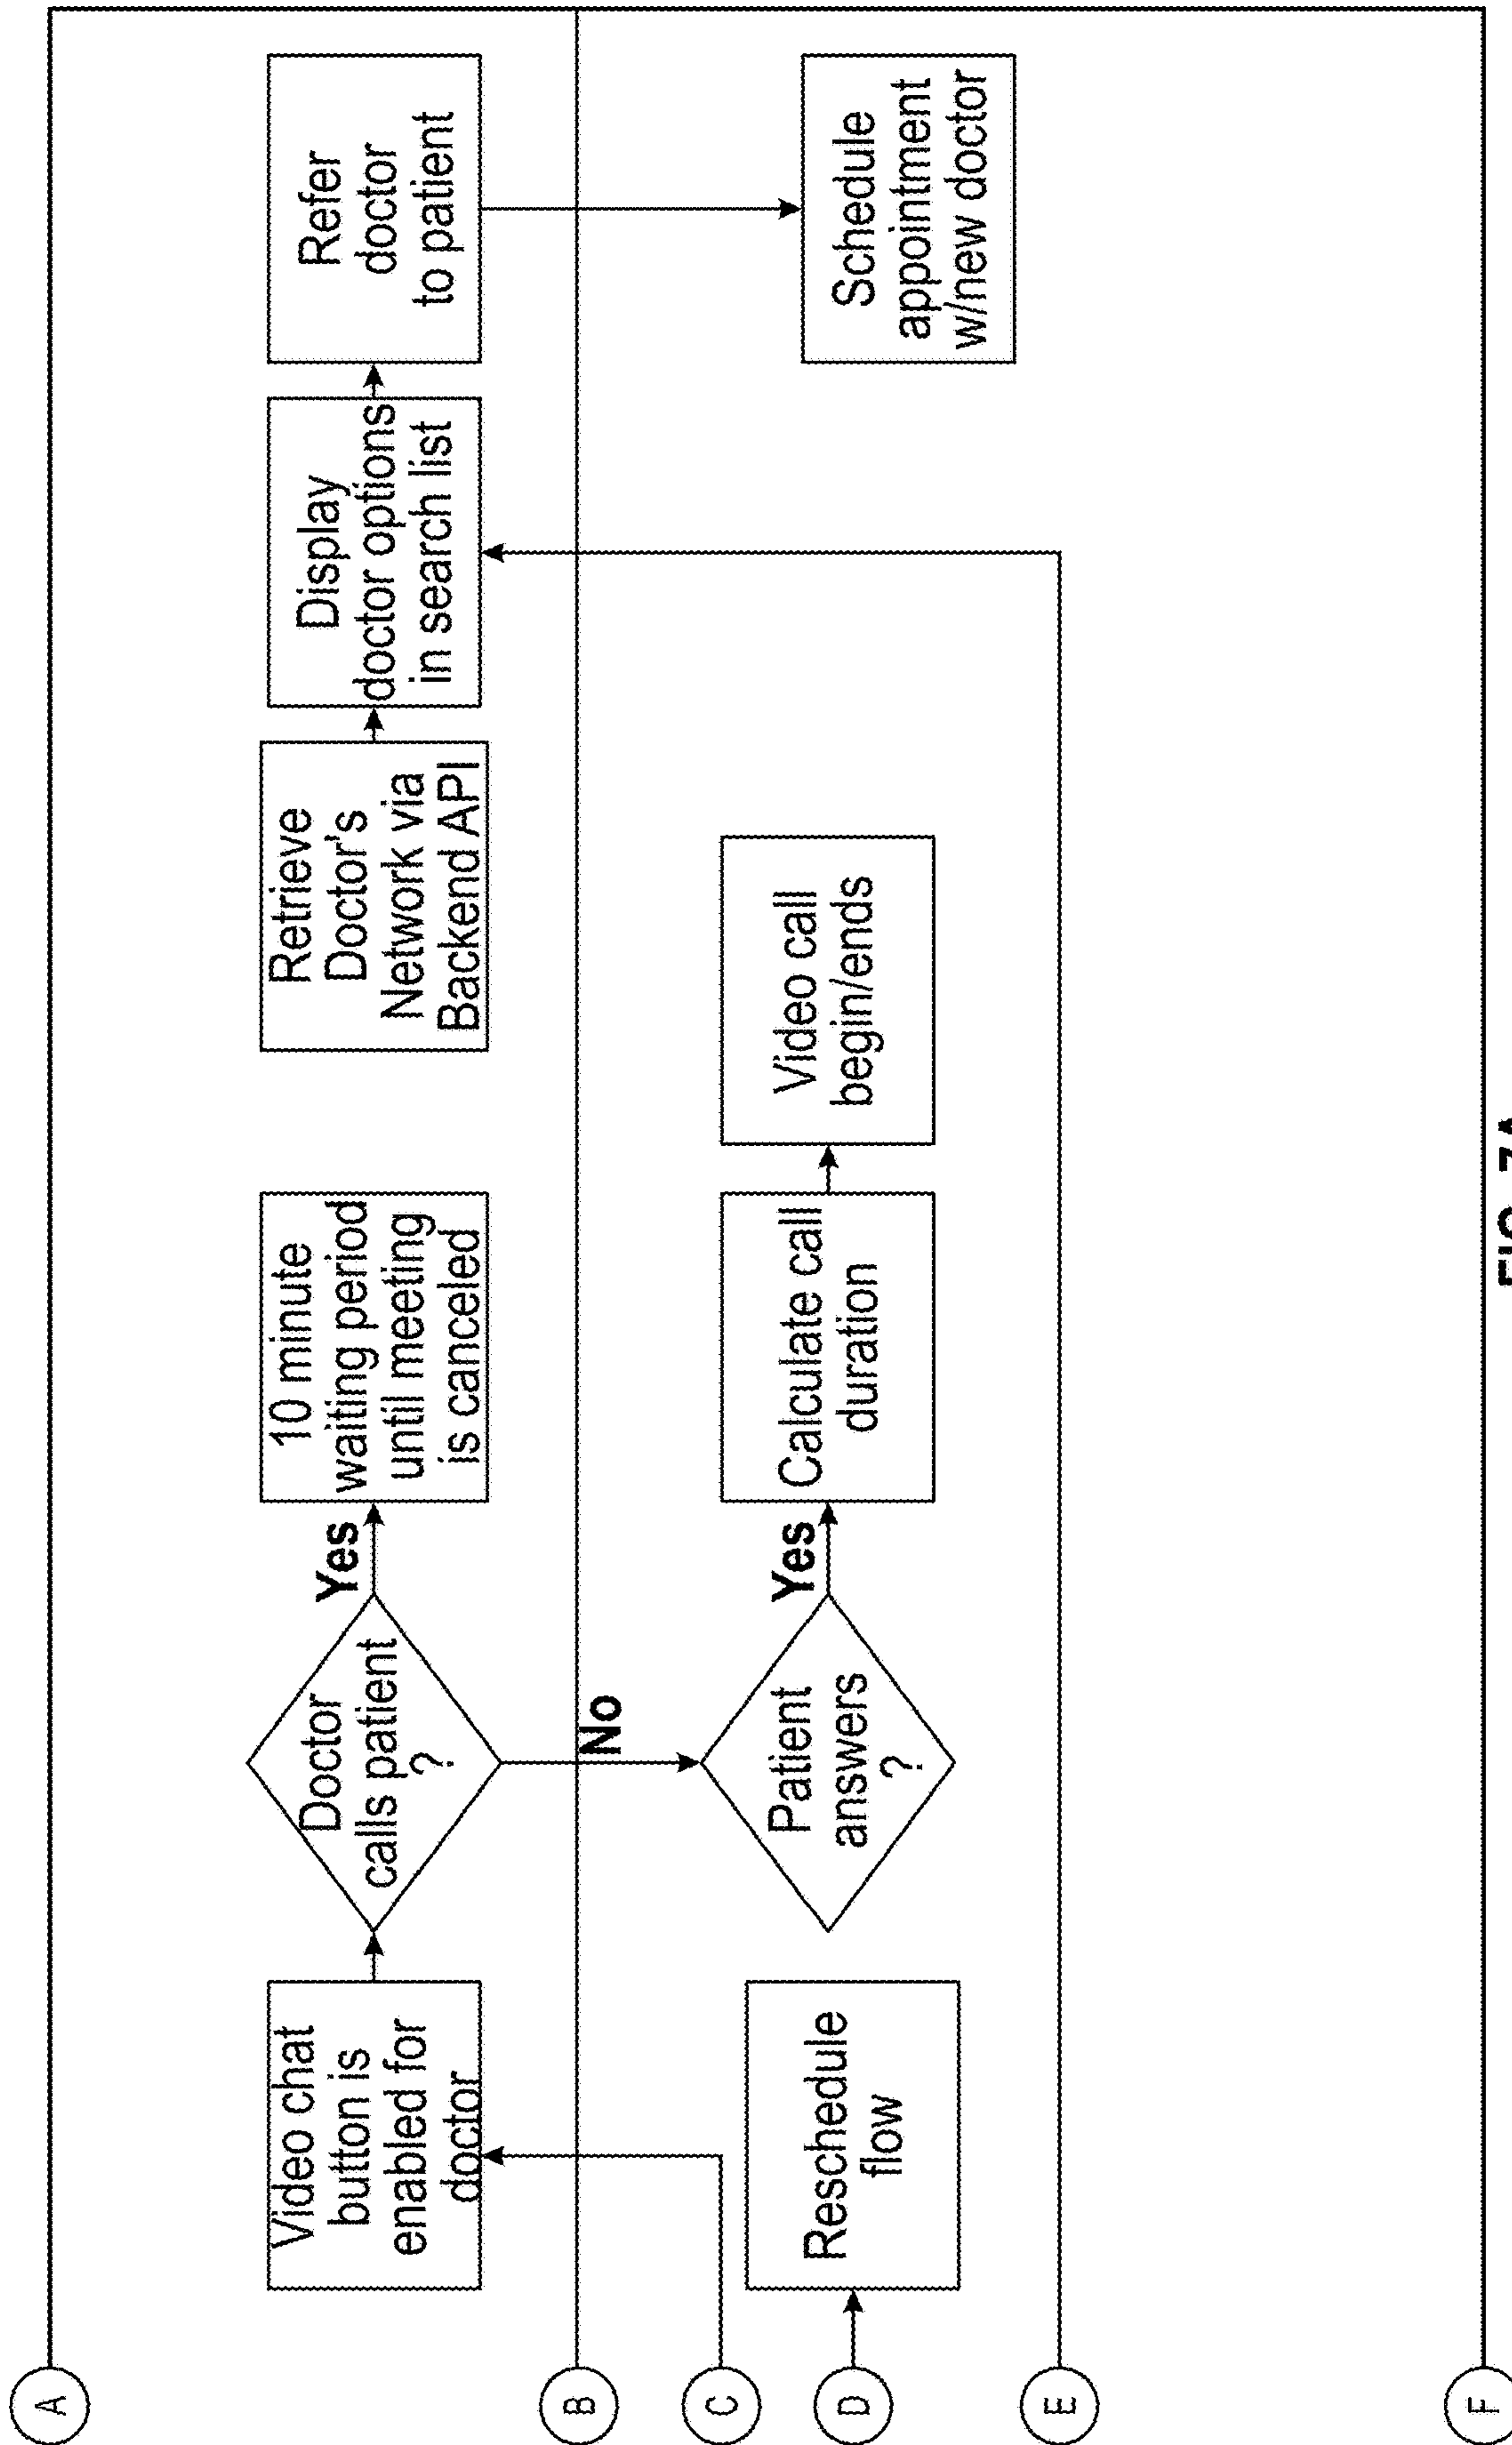 A
Video chat
button is
enabled for
doctor
Doctor
calls patient
?
Yes
10 minute
waiting period
until meeting
is canceled
Retrieve
Doctor's
Network via
Backend API
Display
doctor options
in search list
Refer
doctor
to patient
B
No
C
D
Reschedule
flow
Patient
answers
?
Yes
Calculate call
duration
Video call
begin/ends
Schedule
appointment
w/new doctor
E
F
FIG. 7A